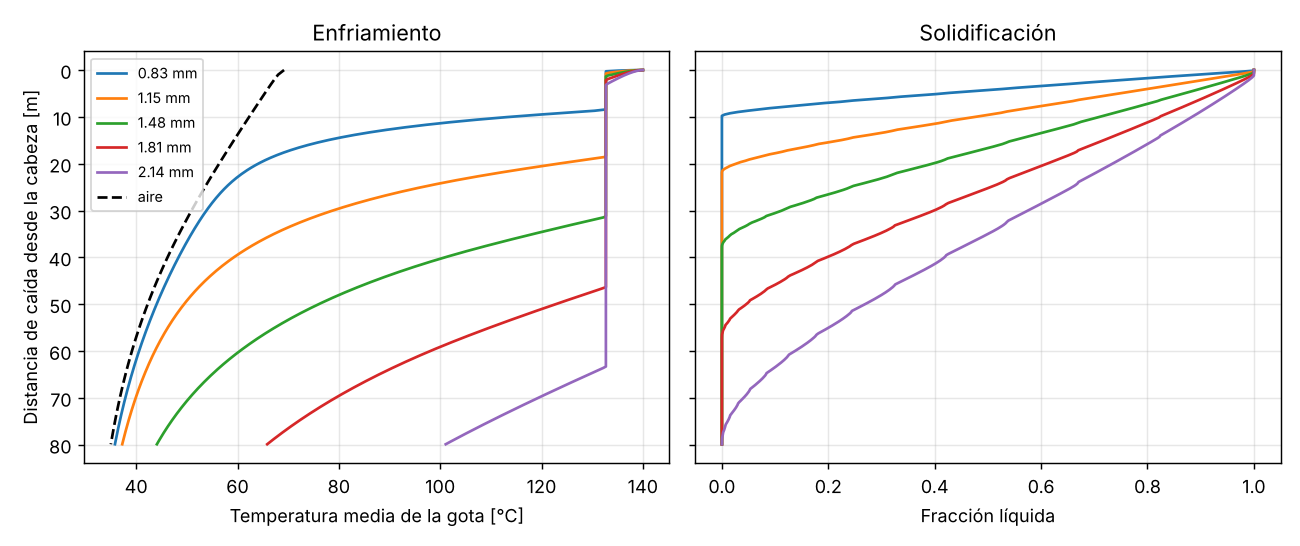 Enfriamiento
Solidificación
Distancia de caída desde la cabeza [m]
0
10
20
30
40
50
60
70
80
0.83 mm
1.15 mm
1.48 mm
1.81 mm
2.14 mm
aire
40
60
80
100
120
140
0.0
0.2
0.4
0.6
0.8
1.0
Temperatura media de la gota [°C]
Fracción líquida